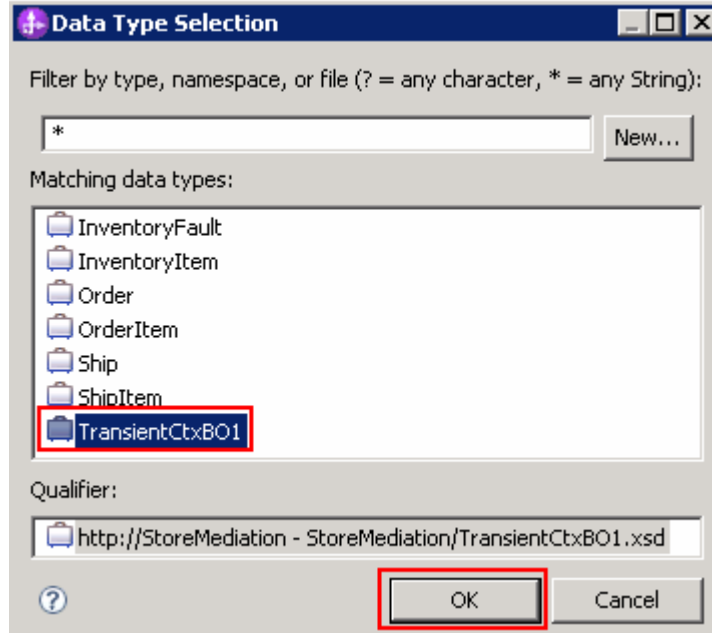 Data Type Selection
Filter by type, namespace, or file (? = any character, * = any String):
*
New...
Matching data types:
InventoryFault
InventoryItem
Order
OrderItem
Ship
ShipItem
TransientCtxBO1
Qualifier:
http://StoreMediation - StoreMediation/TransientCtxBO1.xsd
?
OK
Cancel